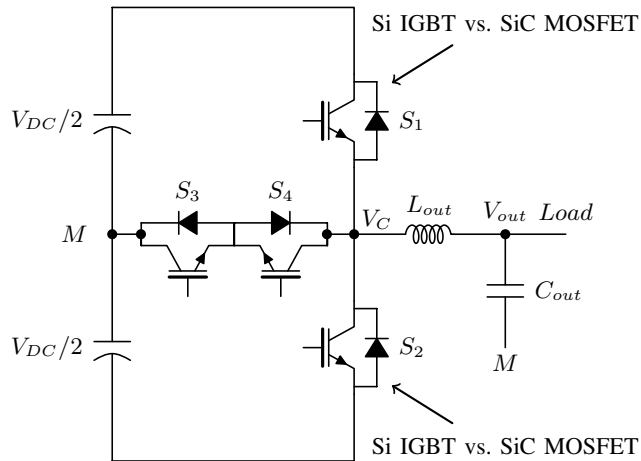 Si IGBT vs. SiC MOSFET
V_{DC}/2
S_1
S_3
S_4
M
V_C
L_{out}
V_{out} Load
C_{out}
V_{DC}/2
S_2
M
Si IGBT vs. SiC MOSFET